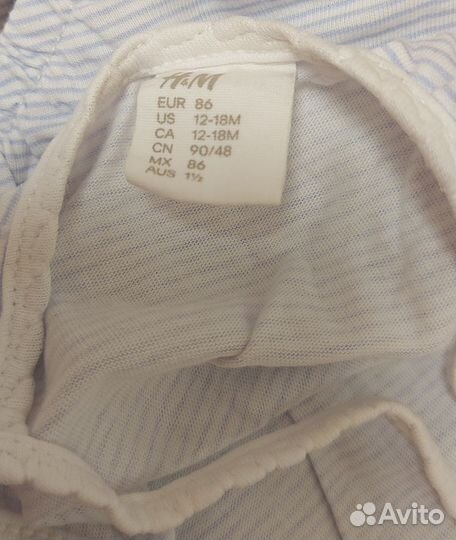 H&M
EUR 86
US 12-18M
CA 12-18M
CN 90/48
MX 86
AUS 1½
Avito